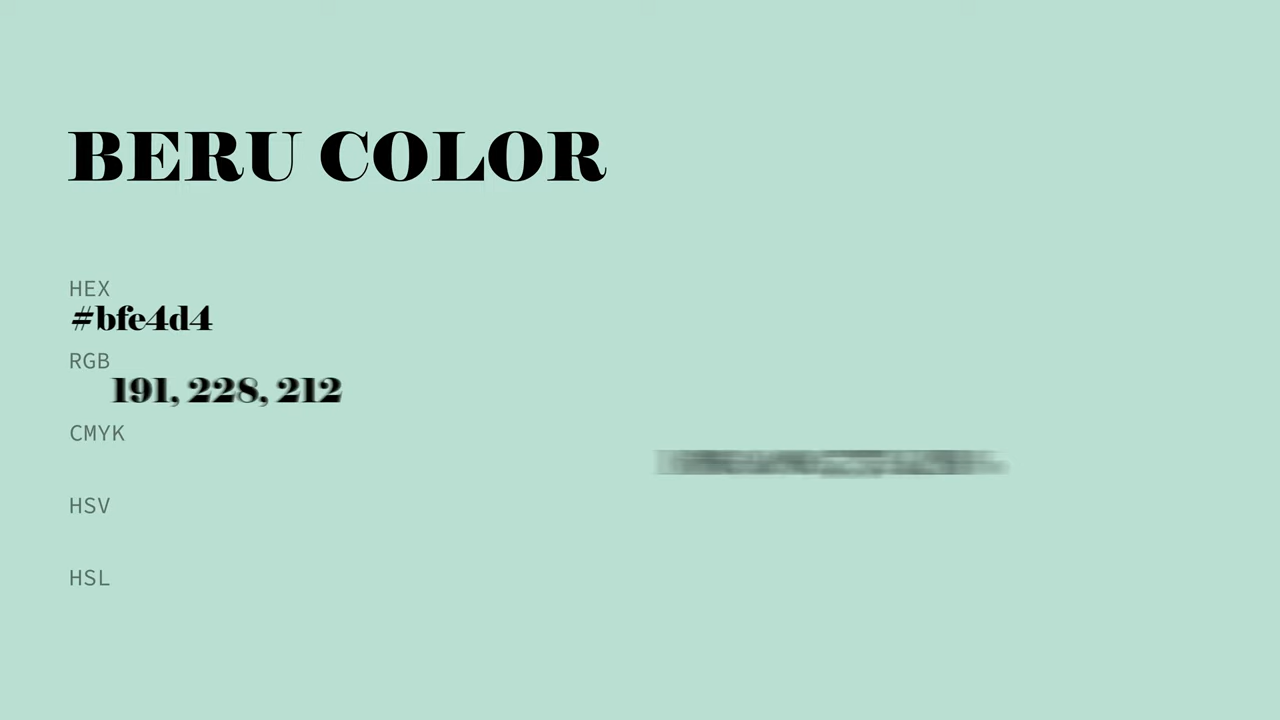 BERU COLOR
HEX
#bfe4d4
RGB
191, 228, 212
CMYK
HSV
HSL